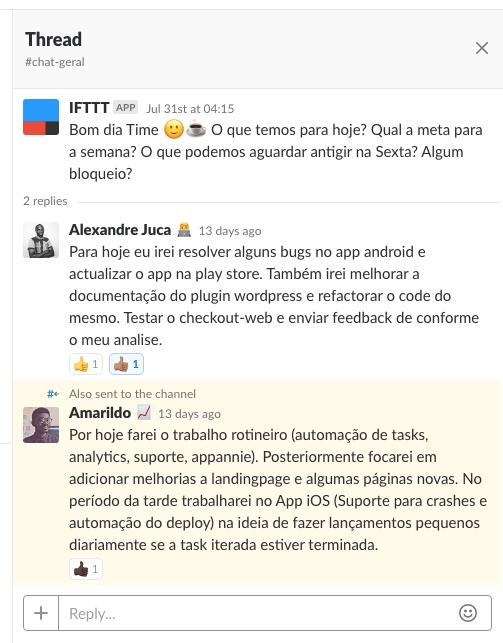 Thread
#chat-geral
IFTTT APP Jul 31st at 04:15
Bom dia Time 🙂☕ O que temos para hoje? Qual a meta para
a semana? O que podemos aguardar antigir na Sexta? Algum
bloqueio?
2 replies
Alexandre Juca 13 days ago
Para hoje eu irei resolver alguns bugs no app android e
actualizar o app na play store. Também irei melhorar a
documentação do plugin wordpress e refactorar o code do
mesmo. Testar o checkout-web e enviar feedback de conforme
o meu analise.
1 1
Also sent to the channel
Amarildo 13 days ago
Por hoje farei o trabalho rotineiro (automação de tasks,
analytics, suporte, appannie). Posteriormente focarei em
adicionar melhorias a landingpage e algumas páginas novas. No
período da tarde trabalharei no App iOS (Suporte para crashes e
automação do deploy) na ideia de fazer lançamentos pequenos
diariamente se a task iterada estiver terminada.
1
Reply...